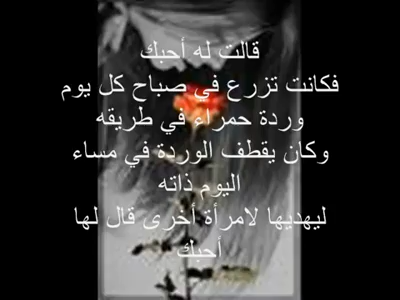 قالت له أحبك
فكانت تزرع في صباح كل يوم
وردة حمراء في طريقه
وكان يقطف الوردة في مساء
اليوم ذاته
ليهديها لامرأة أخرى قال لها
أحبك